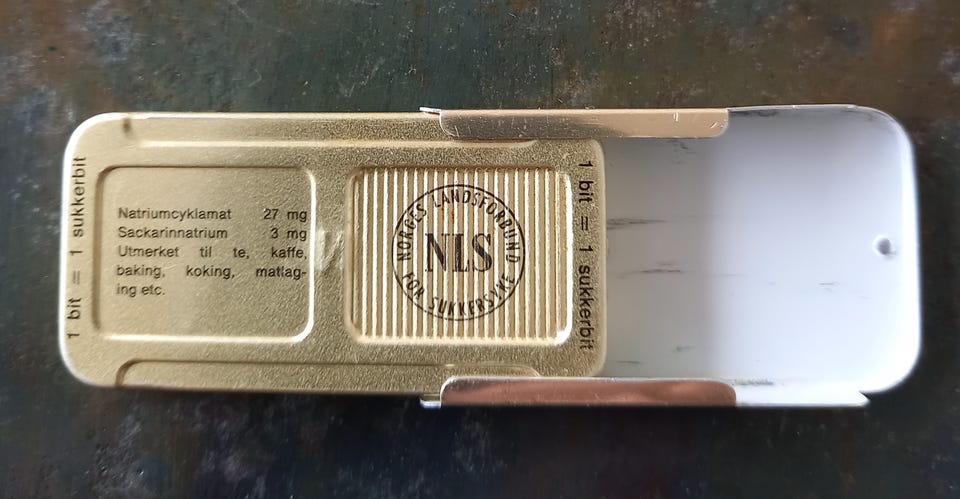 1 bit = 1 sukkerbit
Natriumcyklamat 27 mg
Sackarinnatrium 3 mg
Utmerket til te, kaffe,
baking, koking, matlag-
ing etc.
NORGES LANDSFORBUND
NLS
FOR SUKKERSYKE
1 bit = 1 sukkerbit